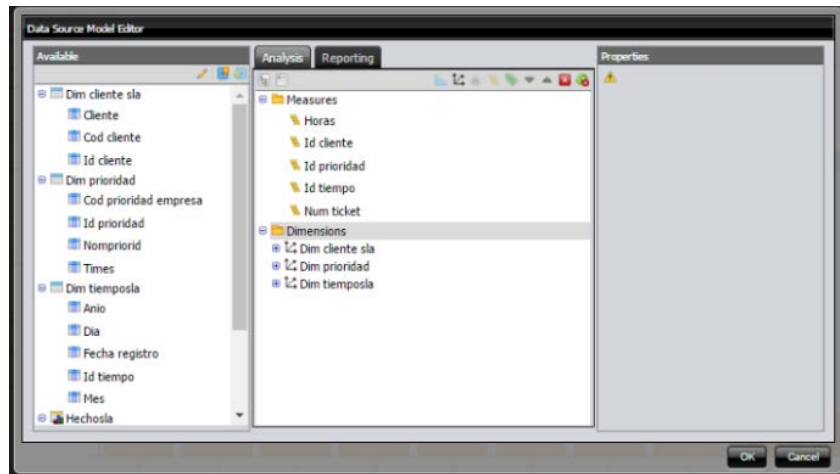 Data Source Model Editor
Available
Dim cliente sla
Cliente
Cod cliente
Id cliente
Dim prioridad
Cod prioridad empresa
Id prioridad
Nompriorid
Times
Dim tiemposla
Anio
Dia
Fecha registro
Id tiempo
Mes
Hechosla
Analysis
Reporting
Measures
Horas
Id cliente
Id prioridad
Id tiempo
Num ticket
Dimensions
Dim cliente sla
Dim prioridad
Dim tiemposla
Properties
OK
Cancel